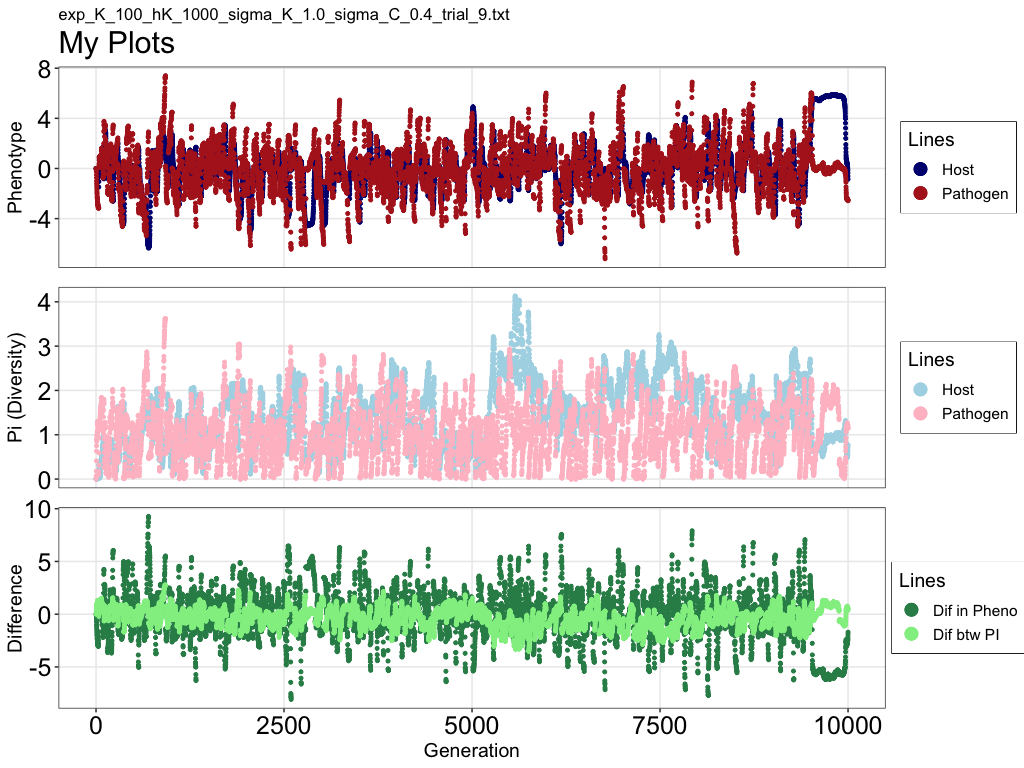 exp_K_100_hK_1000_sigma_K_1.0_sigma_C_0.4_trial_9.txt
My Plots
8
4
0
-4
Phenotype
Lines
Host
Pathogen
4
3
2
1
0
Pi (Diversity)
Lines
Host
Pathogen
10
5
0
-5
Difference
Lines
Dif in Pheno
Dif btw PI
0 2500 5000 7500 10000
Generation